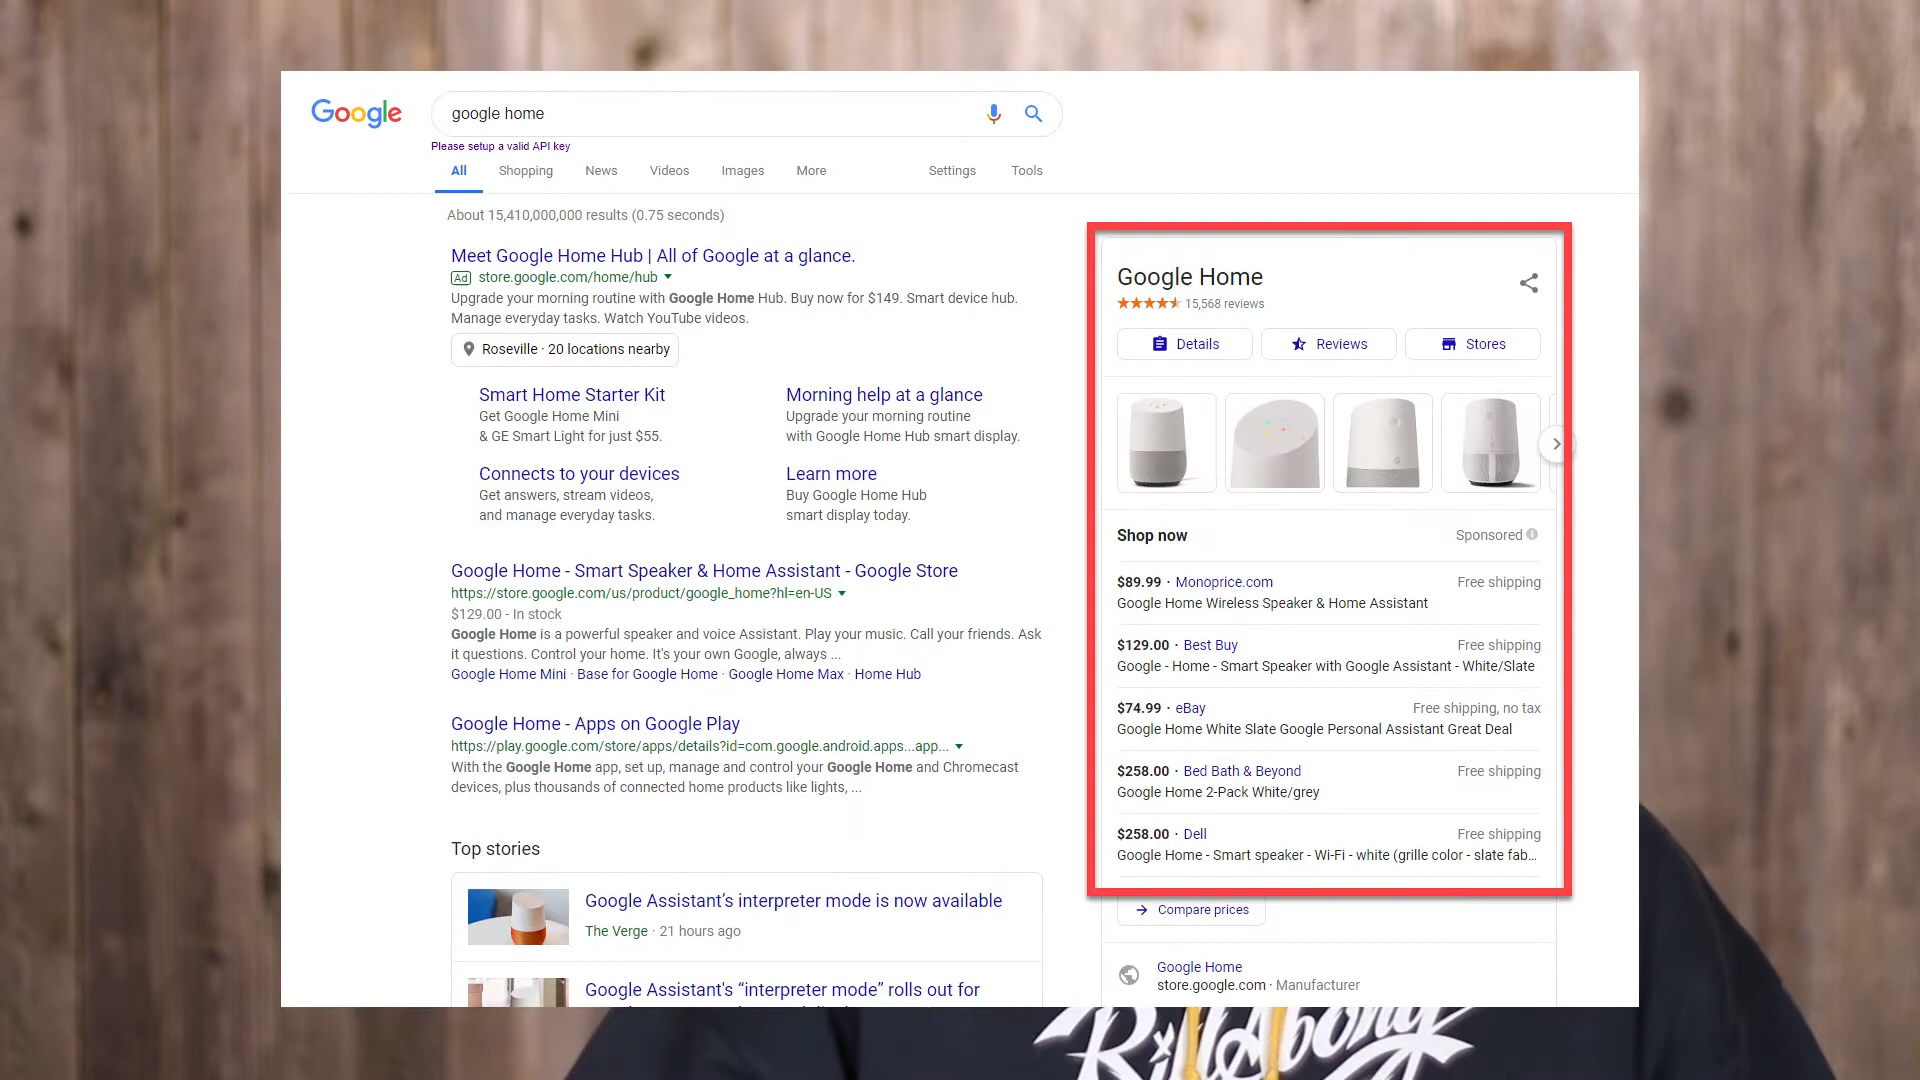 Google
google home
Please setup a valid API key
All Shopping News Videos Images More Settings Tools
About 15,410,000,000 results (0.75 seconds)
Meet Google Home Hub | All of Google at a glance.
Ad store.google.com/home/hub
Upgrade your morning routine with Google Home Hub. Buy now for $149. Smart device hub.
Manage everyday tasks. Watch YouTube videos.
Roseville · 20 locations nearby
Smart Home Starter Kit
Get Google Home Mini
& GE Smart Light for just $55.
Morning help at a glance
Upgrade your morning routine
with Google Home Hub smart display.
Connects to your devices
Get answers, stream videos,
and manage everyday tasks.
Learn more
Buy Google Home Hub
smart display today.
Google Home - Smart Speaker & Home Assistant - Google Store
https://store.google.com/us/product/google_home?hl=en-US
$129.00 - In stock
Google Home is a powerful speaker and voice Assistant. Play your music. Call your friends. Ask
it questions. Control your home. It's your own Google, always ...
Google Home Mini · Base for Google Home · Google Home Max · Home Hub
Google Home - Apps on Google Play
https://play.google.com/store/apps/details?id=com.google.android.apps...app...
With the Google Home app, set up, manage and control your Google Home and Chromecast
devices, plus thousands of connected home products like lights, ...
Top stories
Google Assistant’s interpreter mode is now available
The Verge · 21 hours ago
Google Assistant's “interpreter mode” rolls out for
Google Home
15,568 reviews
Details Reviews Stores
Shop now Sponsored
$89.99 · Monoprice.com Free shipping
Google Home Wireless Speaker & Home Assistant
$129.00 · Best Buy Free shipping
Google - Home - Smart Speaker with Google Assistant - White/Slate
$74.99 · eBay Free shipping, no tax
Google Home White Slate Google Personal Assistant Great Deal
$258.00 · Bed Bath & Beyond Free shipping
Google Home 2-Pack White/grey
$258.00 · Dell Free shipping
Google Home - Smart speaker - Wi-Fi - white (grille color - slate fab...
Compare prices
Google Home
store.google.com · Manufacturer
Billabong